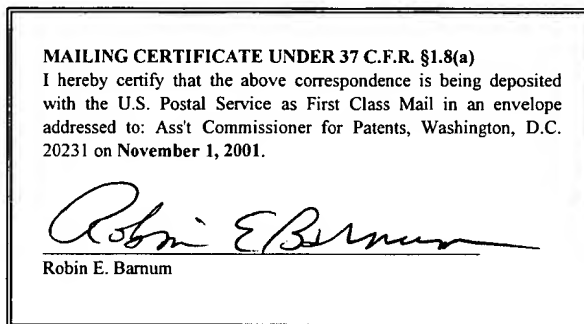 MAILING CERTIFICATE UNDER 37 C.F.R. §1.8(a)
I hereby certify that the above correspondence is being deposited
with the U.S. Postal Service as First Class Mail in an envelope
addressed to: Ass't Commissioner for Patents, Washington, D.C.
20231 on November 1, 2001.
Robin E Barnum
Robin E. Barnum